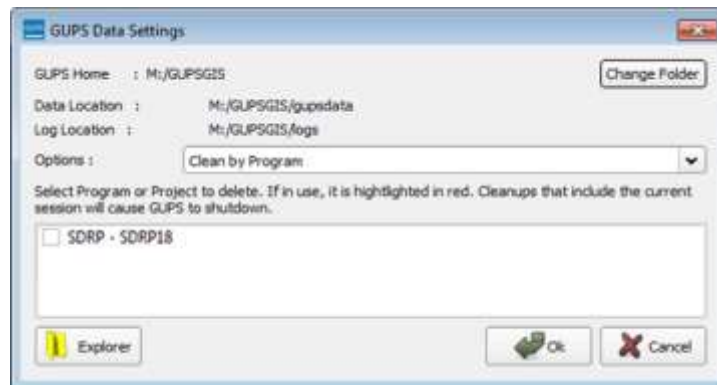 GUPS Data Settings
GUPS Home : M:/GUPSGIS
Change Folder
Data Location : M:/GUPSGIS/gupsdata
Log Location : M:/GUPSGIS/logs
Options : Clean by Program
Select Program or Project to delete. If in use, it is hightlighted in red. Cleanups that include the current
session will cause GUPS to shutdown.
SDRP - SDRP18
Explorer
Ok
Cancel